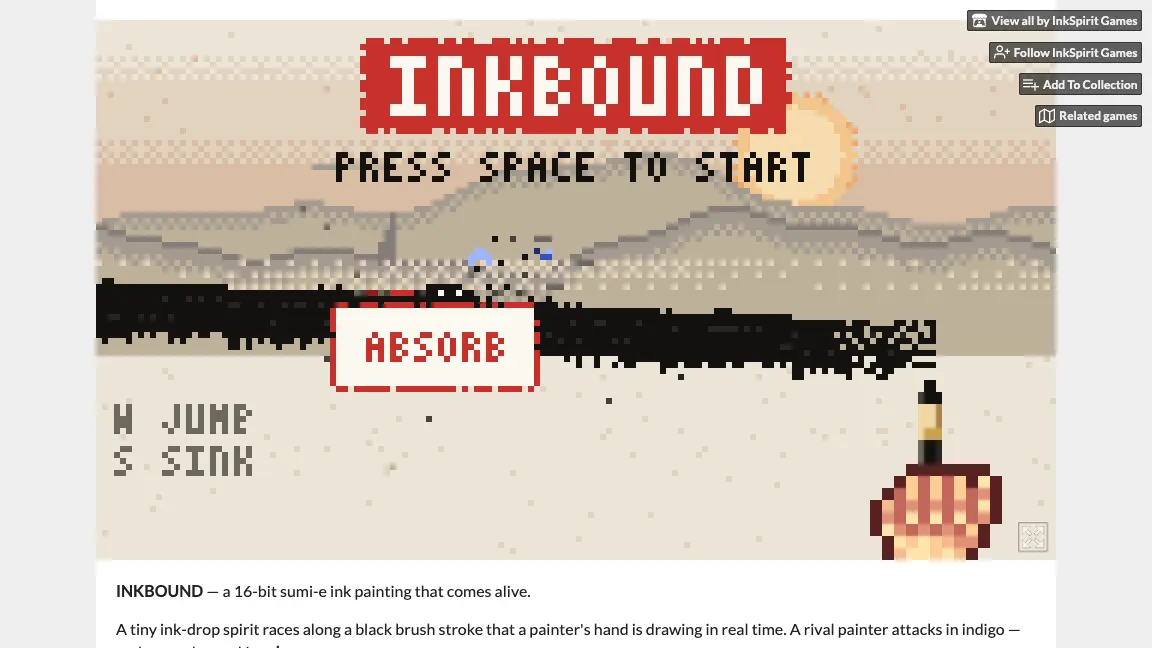 View all by InkSpirit Games
Follow InkSpirit Games
Add To Collection
Related games
INKBOUND
PRESS SPACE TO START
ABSORB
W JUMB
S SINK
INKBOUND — a 16-bit sumi-e ink painting that comes alive.
A tiny ink-drop spirit races along a black brush stroke that a painter's hand is drawing in real time. A rival painter attacks in indigo —